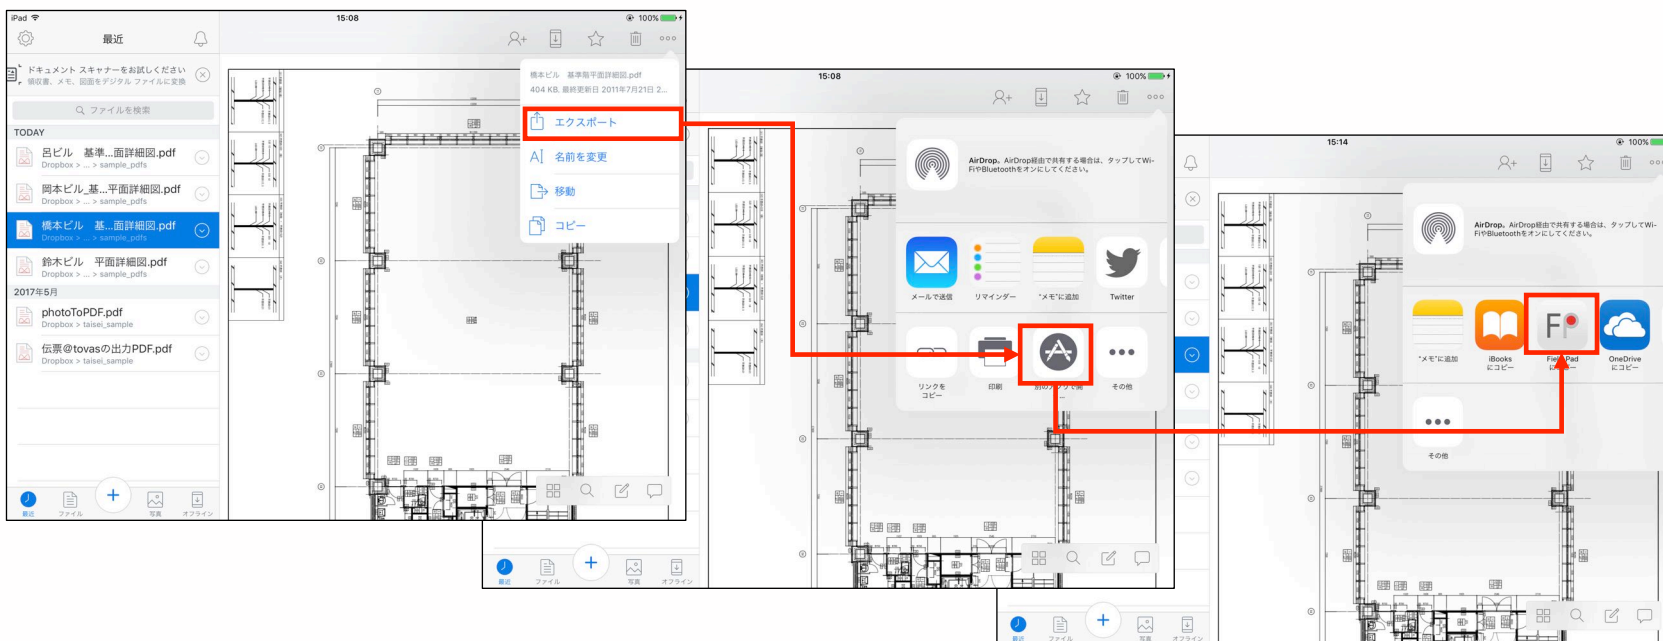 iPad
15:08
100%
最近
ドキュメント スキャナーをお試しください
領収書、メモ、図面をデジタル ファイルに変換
ファイルを検索
TODAY
呂ビル 基準...面詳細図.pdf
Dropbox > ... > sample_pdfs
岡本ビル_基...平面詳細図.pdf
Dropbox > ... > sample_pdfs
橋本ビル 基...面詳細図.pdf
Dropbox > ... > sample_pdfs
鈴木ビル 平面詳細図.pdf
Dropbox > ... > sample_pdfs
2017年5月
photoToPDF.pdf
Dropbox > taisei_sample
伝票@tovasの出力PDF.pdf
Dropbox > taisei_sample
最近
ファイル
写真
オフライン
橋本ビル 基準階平面詳細図.pdf
404 KB, 最終更新日 2011年7月21日 2...
エクスポート
名前を変更
移動
コピー
15:08
100%
AirDrop。AirDrop経由で共有する場合は、タップしてWi-
FiやBluetoothをオンにしてください。
メールで送信
リマインダー
"メモ"に追加
Twitter
リンクを
コピー
印刷
別のアプリで開
...
その他
最近
ファイル
写真
オフライン
15:14
100%
AirDrop。AirDrop経由で共有する場合は、タップしてWi-
FiやBluetoothをオンにしてください。
"メモ"に追加
iBooks
にコピー
OneDrive
にコピー
その他
最近
ファイル
写真
オフライン